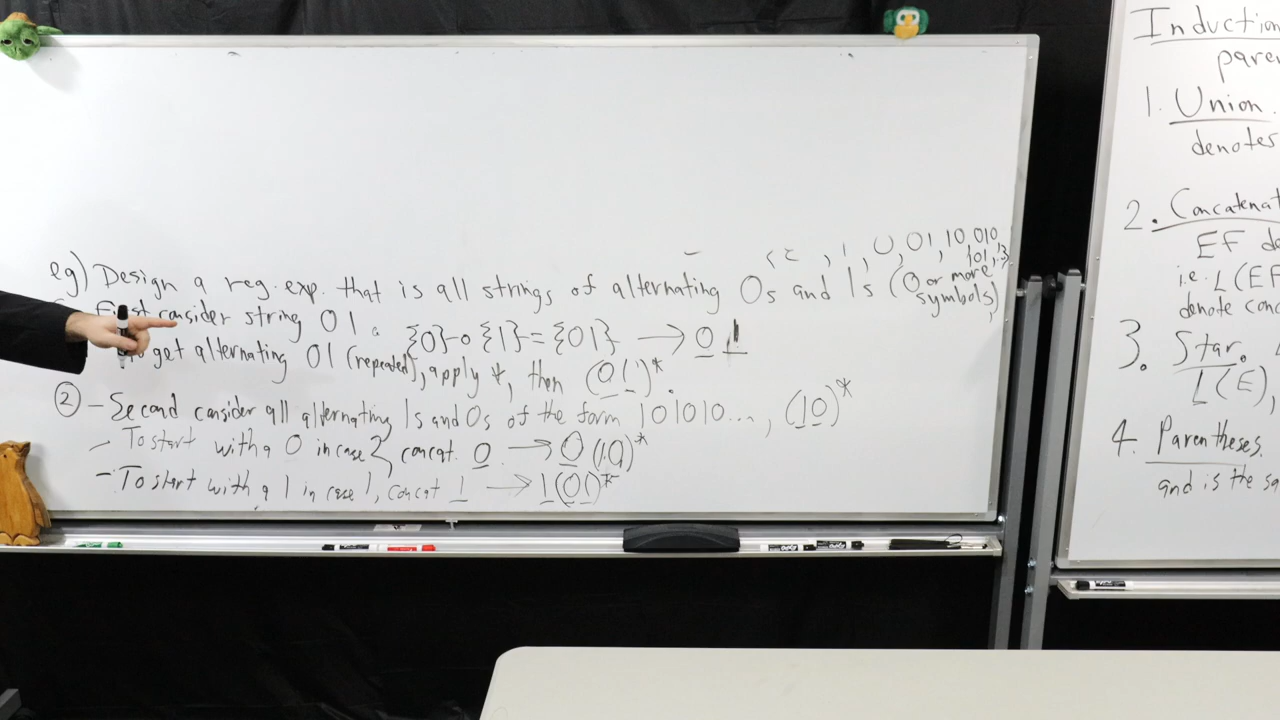 {ε, 1, 0, 01, 10, 010,
101, ...}
eg) Design a reg. exp. that is all strings of alternating 0s and 1s (0 or more symbols)
First consider string 01. {0}∘{1}={01} → 0 1
To get alternating 01 (repeated), apply *, then (01)*.
② - Second consider all alternating 1s and 0s of the form 101010..., (10)*
- To start with a 0 in case 2, concat. 0 → 0(10)*
- To start with a 1 in case 1, concat 1 → 1(01)*
Induction
paren
1. Union.
denotes
2. Concatenat
EF de
i.e. L(EF
denote conc
3. Star.
L(E),
4. Parentheses.
and is the sa